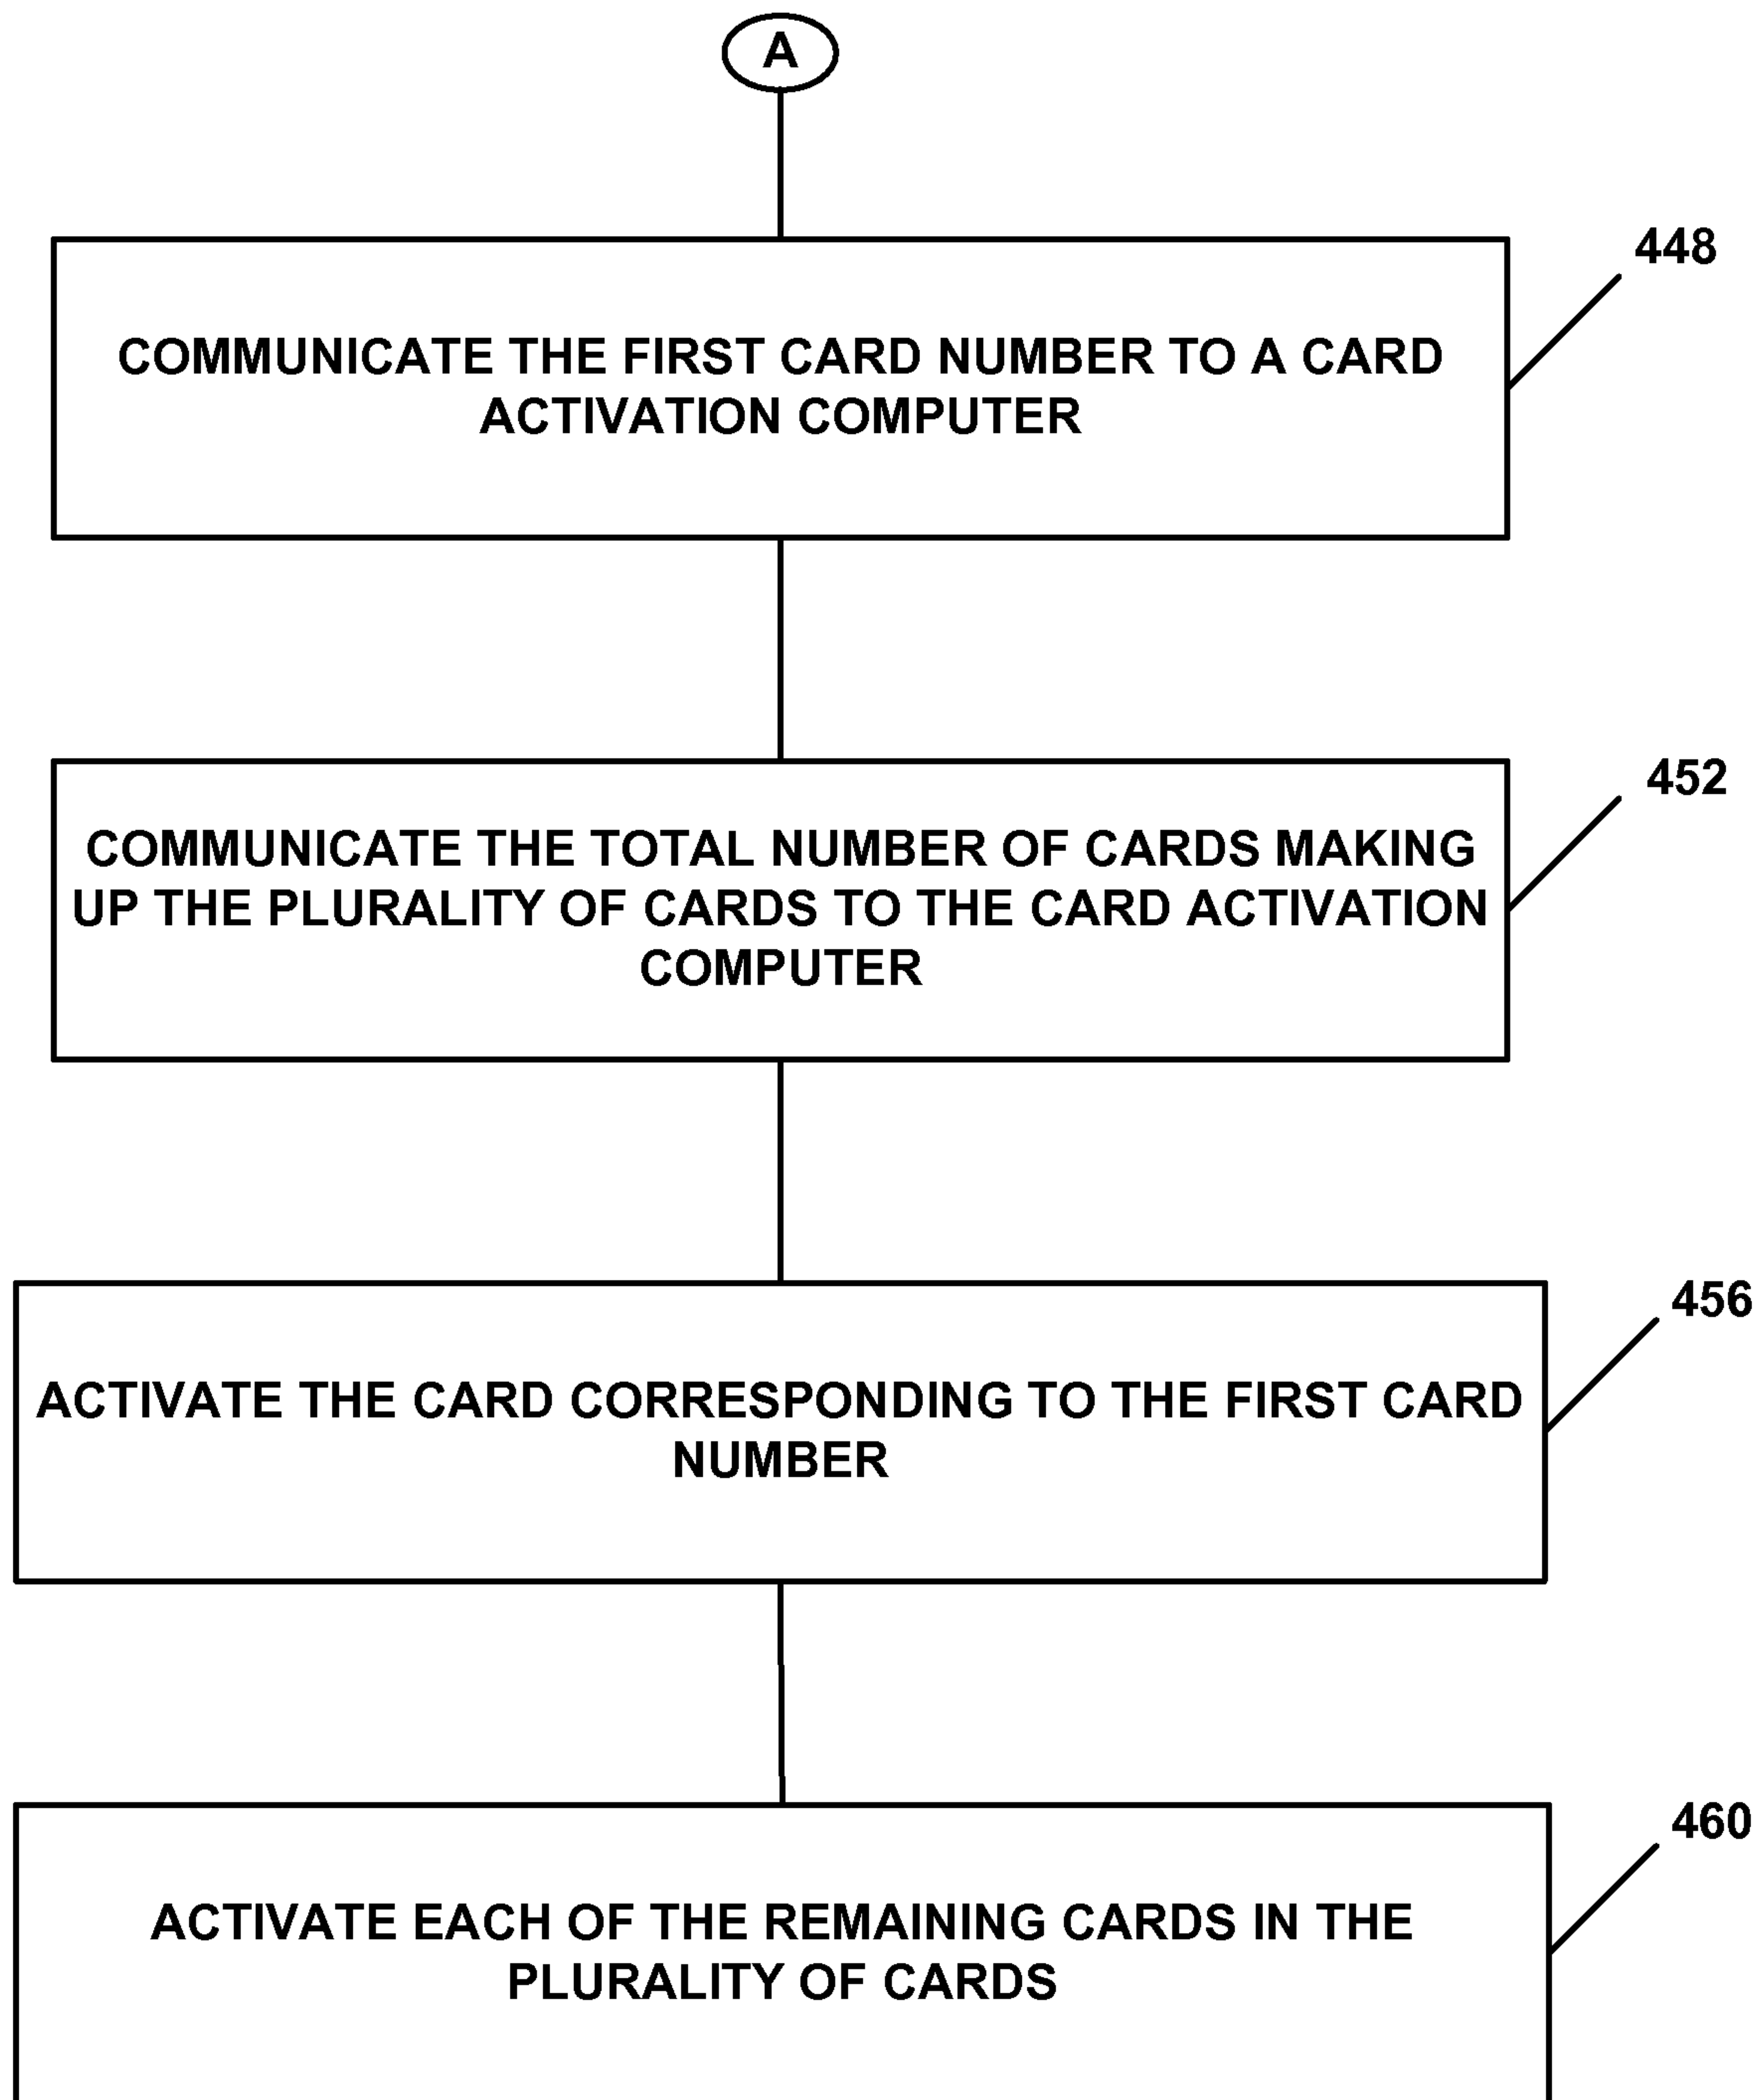 A
448
COMMUNICATE THE FIRST CARD NUMBER TO A CARD
ACTIVATION COMPUTER
452
COMMUNICATE THE TOTAL NUMBER OF CARDS MAKING
UP THE PLURALITY OF CARDS TO THE CARD ACTIVATION
COMPUTER
456
ACTIVATE THE CARD CORRESPONDING TO THE FIRST CARD
NUMBER
460
ACTIVATE EACH OF THE REMAINING CARDS IN THE
PLURALITY OF CARDS